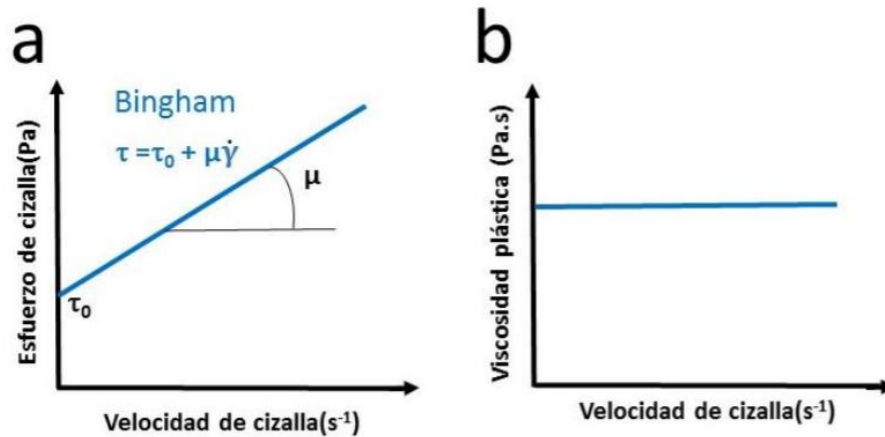 a
Esfuerzo de cizalla(Pa)
Bingham
τ =τ₀ + μγ̇
μ
τ₀
Velocidad de cizalla(s⁻¹)
b
Viscosidad plástica (Pa.s)
Velocidad de cizalla(s⁻¹)